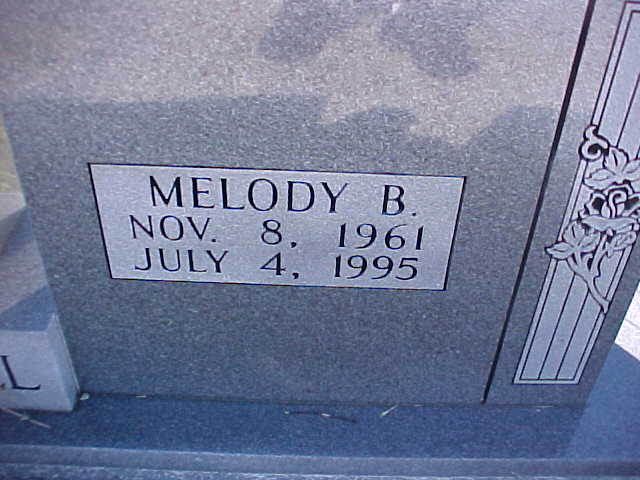 MELODY B.
NOV. 8, 1961
JULY 4, 1995
L